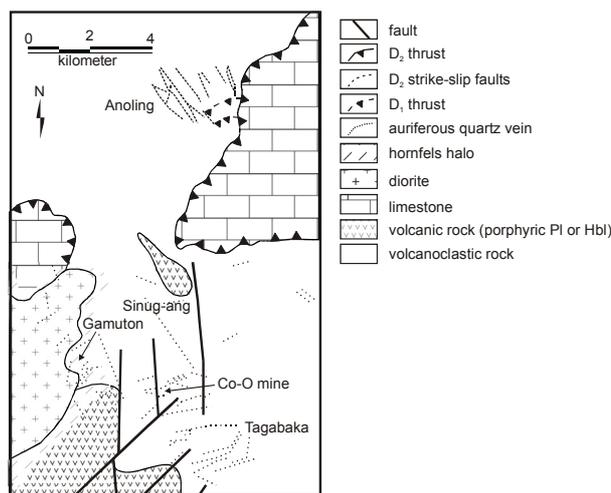 0 2 4
kilometer
N
Anoling
Sinug-ang
Gamuton
Co-O mine
Tagabaka
fault
D₂ thrust
D₂ strike-slip faults
D₁ thrust
auriferous quartz vein
hornfels halo
diorite
limestone
volcanic rock (porphyric Pl or Hbl)
volcanoclastic rock